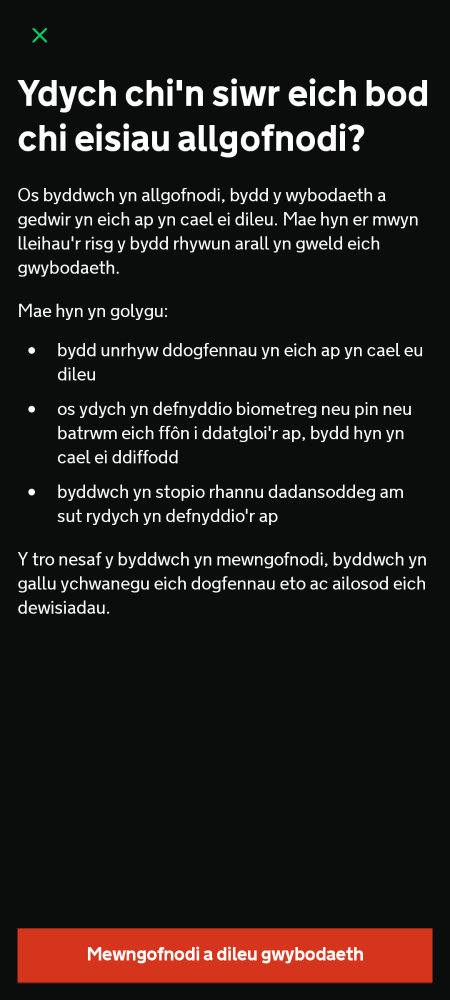 Ydych chi'n siwr eich bod
chi eisiau allgofnodi?
Os byddwch yn allgofnodi, bydd y wybodaeth a
gedwir yn eich ap yn cael ei dileu. Mae hyn er mwyn
lleihau'r risg y bydd rhywun arall yn gweld eich
gwybodaeth.
Mae hyn yn golygu:
• bydd unrhyw ddogfennau yn eich ap yn cael eu
dileu
• os ydych yn defnyddio biometreg neu pin neu
batrwm eich ffôn i ddatgloi'r ap, bydd hyn yn
cael ei ddiffodd
• byddwch yn stopio rhannu dadansoddeg am
sut rydych yn defnyddio'r ap
Y tro nesaf y byddwch yn mewngofnodi, byddwch yn
gallu ychwanegu eich dogfennau eto ac ailosod eich
dewisiadau.
Mewngofnodi a dileu gwybodaeth